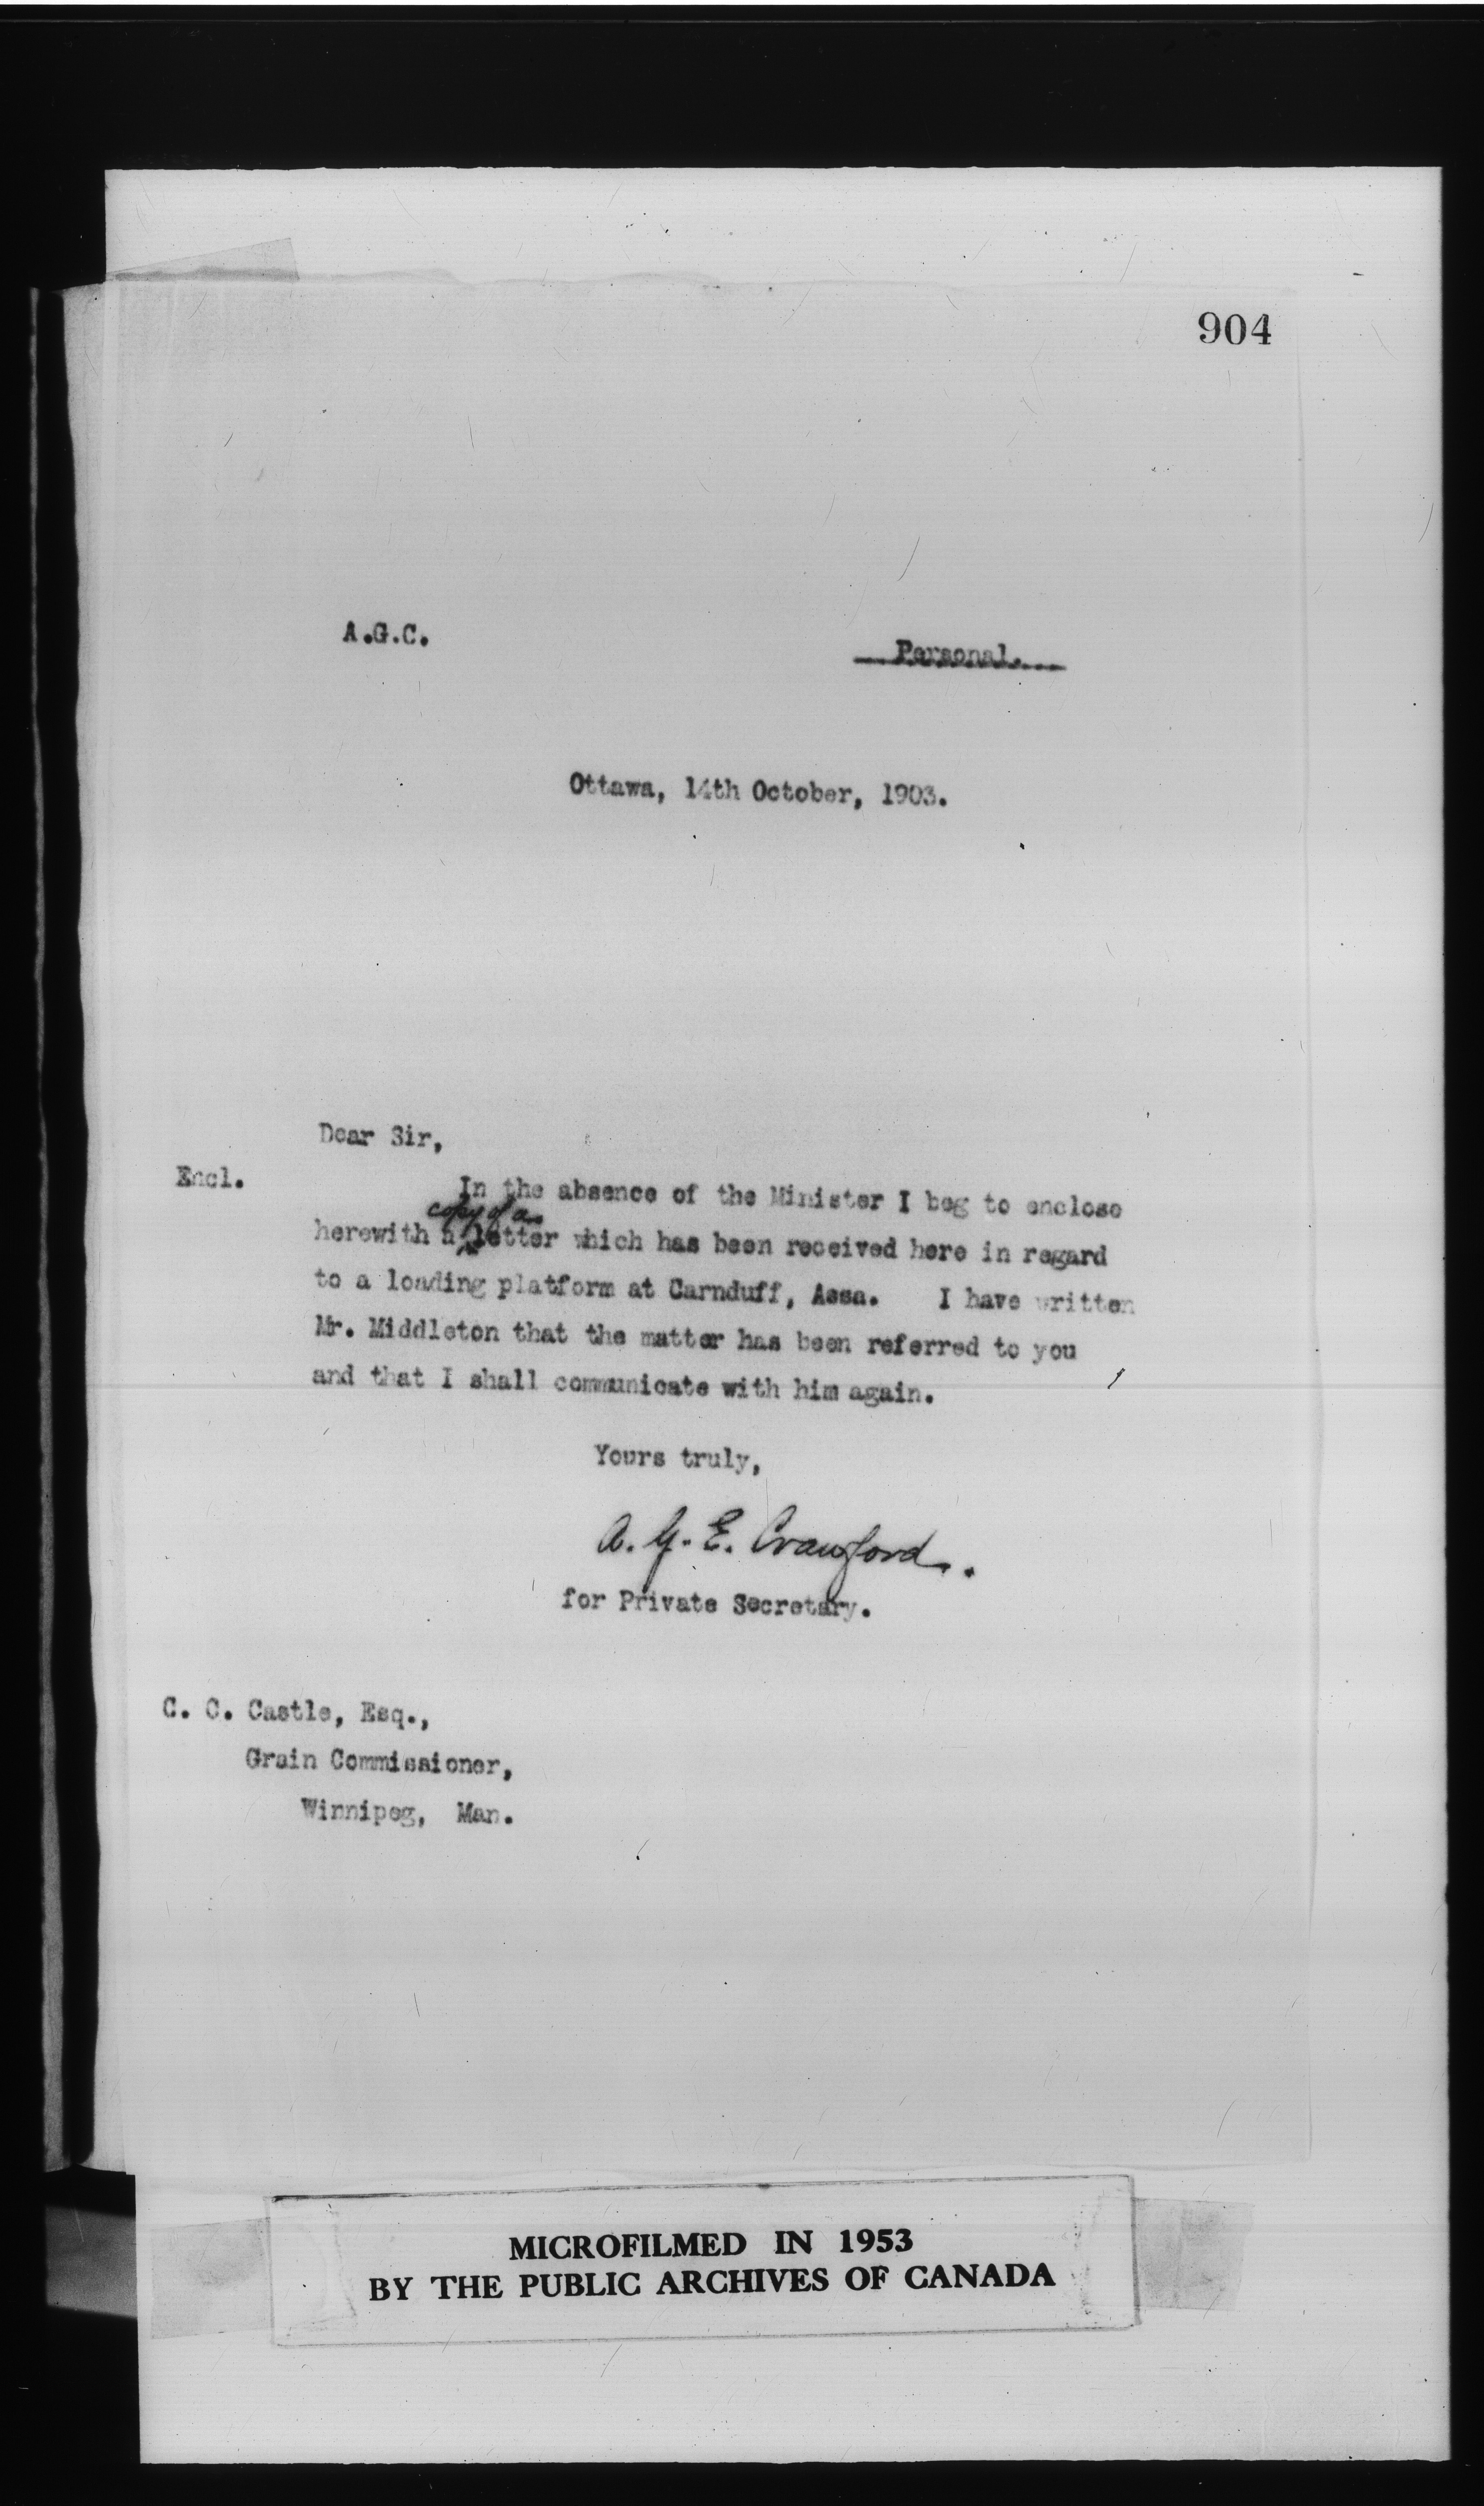 904
A.G.C.
Personal.
Ottawa, 14th October, 1903.
Dear Sir,
Encl.
In the absence of the Minister I beg to enclose
copy of a
herewith a letter which has been received here in regard
to a loading platform at Carnduff, Assa. I have written
Mr. Middleton that the matter has been referred to you
and that I shall communicate with him again.
Yours truly,
A. G. E. Crawford.
for Private Secretary.
C. C. Castle, Esq.,
Grain Commissioner,
Winnipeg, Man.
MICROFILMED IN 1953
BY THE PUBLIC ARCHIVES OF CANADA